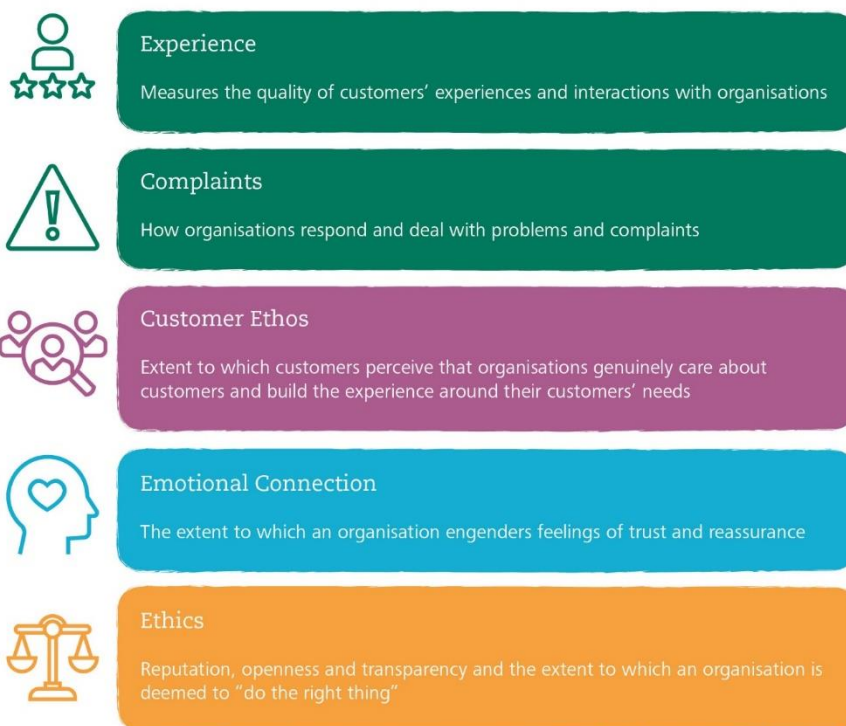 Experience
Measures the quality of customers’ experiences and interactions with organisations
Complaints
How organisations respond and deal with problems and complaints
Customer Ethos
Extent to which customers perceive that organisations genuinely care about
customers and build the experience around their customers’ needs
Emotional Connection
The extent to which an organisation engenders feelings of trust and reassurance
Ethics
Reputation, openness and transparency and the extent to which an organisation is
deemed to “do the right thing”